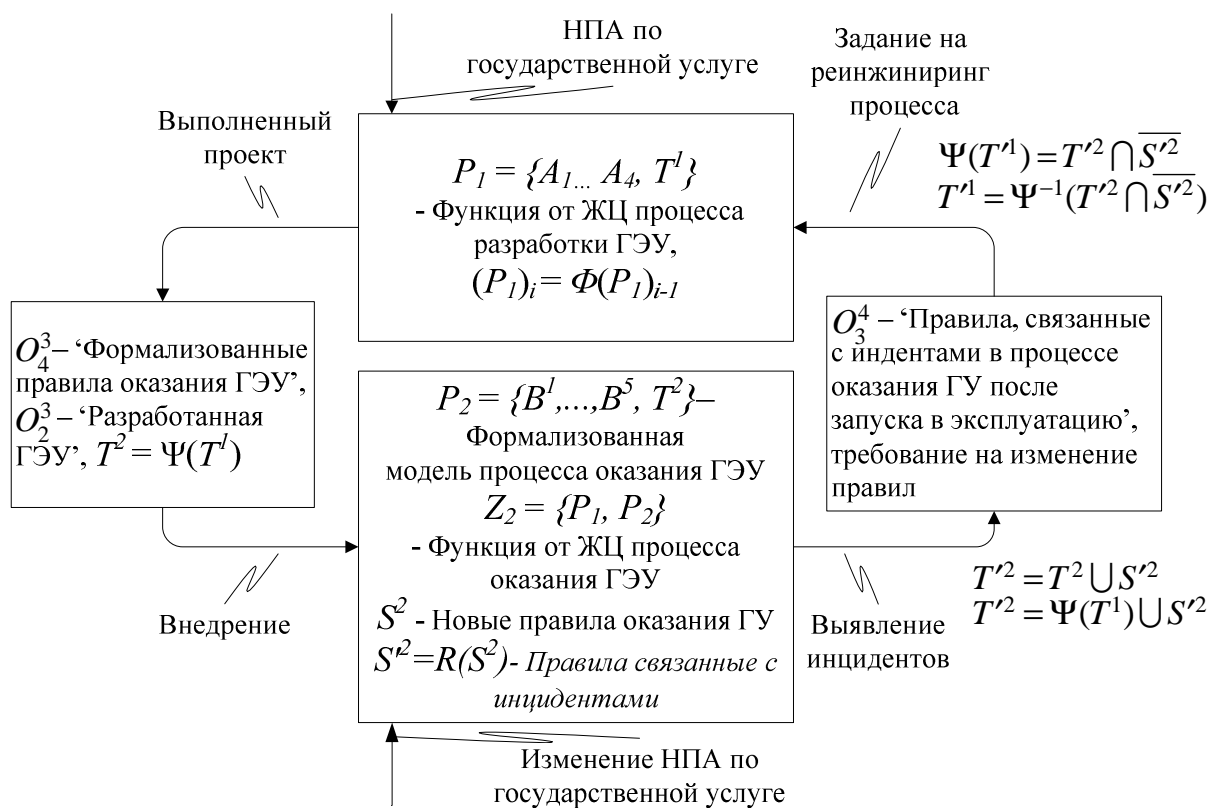 НПА по
государственной услуге
Задание на
реинжиниринг
процесса
Выполненный
проект
Ψ(T′¹) = T′² ⋂ S̅′̅²̅
T′¹ = Ψ⁻¹(T′² ⋂ S̅′̅²̅)
P₁ = {A₁... A₄, T¹}
- Функция от ЖЦ процесса
разработки ГЭУ,
(P₁)ᵢ = Φ(P₁)ᵢ₋₁
O₄³– ‘Формализованные
правила оказания ГЭУ’,
O₂³– ‘Разработанная
ГЭУ’, T² = Ψ(T¹)
P₂ = {B¹,...,B⁵, T²}–
Формализованная
модель процесса оказания ГЭУ
Z₂ = {P₁, P₂}
- Функция от ЖЦ процесса
оказания ГЭУ
S² - Новые правила оказания ГУ
S′²=R(S²)- Правила связанные с
инцидентами
O₃⁴ – ‘Правила, связанные
с индентами в процессе
оказания ГУ после
запуска в эксплуатацию’,
требование на изменение
правил
T′² = T² ⋃ S′²
T′² = Ψ(T¹) ⋃ S′²
Внедрение
Выявление
инцидентов
Изменение НПА по
государственной услуге